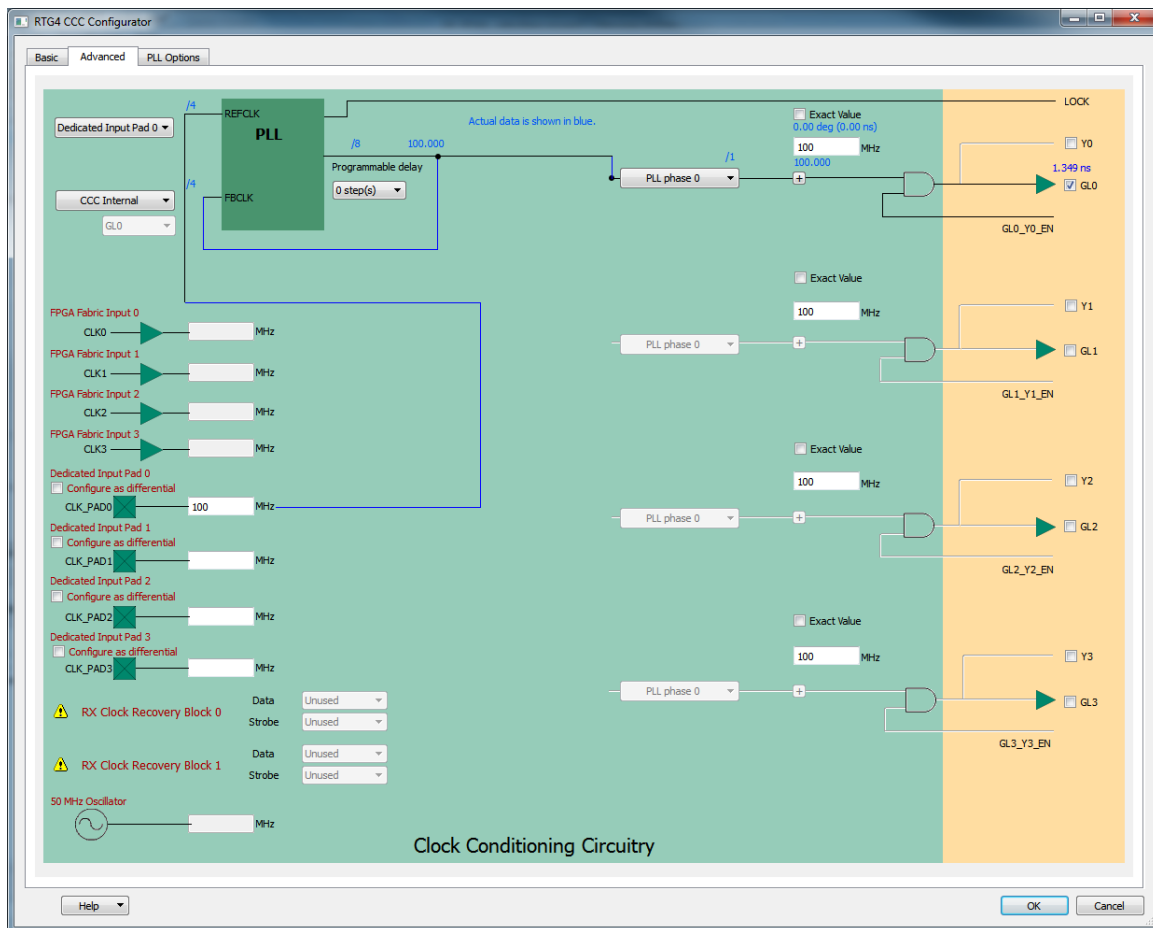 RTG4 CCC Configurator
Basic Advanced PLL Options
/4 REFCLK LOCK
Dedicated Input Pad 0
PLL
Actual data is shown in blue.
Exact Value
0.00 deg (0.00 ns)
/8 100.000
100 MHz
Y0
Programmable delay
/1
100.000
1.349 ns
0 step(s)
PLL phase 0
+
GL0
/4
CCC Internal
FBCLK
GL0
GL0_Y0_EN
Exact Value
FPGA Fabric Input 0
100 MHz
Y1
CLK0 MHz
PLL phase 0
+
GL1
FPGA Fabric Input 1
CLK1 MHz
FPGA Fabric Input 2
GL1_Y1_EN
CLK2 MHz
FPGA Fabric Input 3
CLK3 MHz
Exact Value
Dedicated Input Pad 0
Configure as differential
100 MHz
Y2
CLK_PAD0 100 MHz
PLL phase 0
+
GL2
Dedicated Input Pad 1
Configure as differential
CLK_PAD1 MHz
GL2_Y2_EN
Dedicated Input Pad 2
Configure as differential
CLK_PAD2 MHz
Exact Value
Dedicated Input Pad 3
Configure as differential
100 MHz
Y3
CLK_PAD3 MHz
PLL phase 0
+
GL3
RX Clock Recovery Block 0
Data Unused
Strobe Unused
GL3_Y3_EN
RX Clock Recovery Block 1
Data Unused
Strobe Unused
50 MHz Oscillator
MHz
Clock Conditioning Circuitry
Help OK Cancel